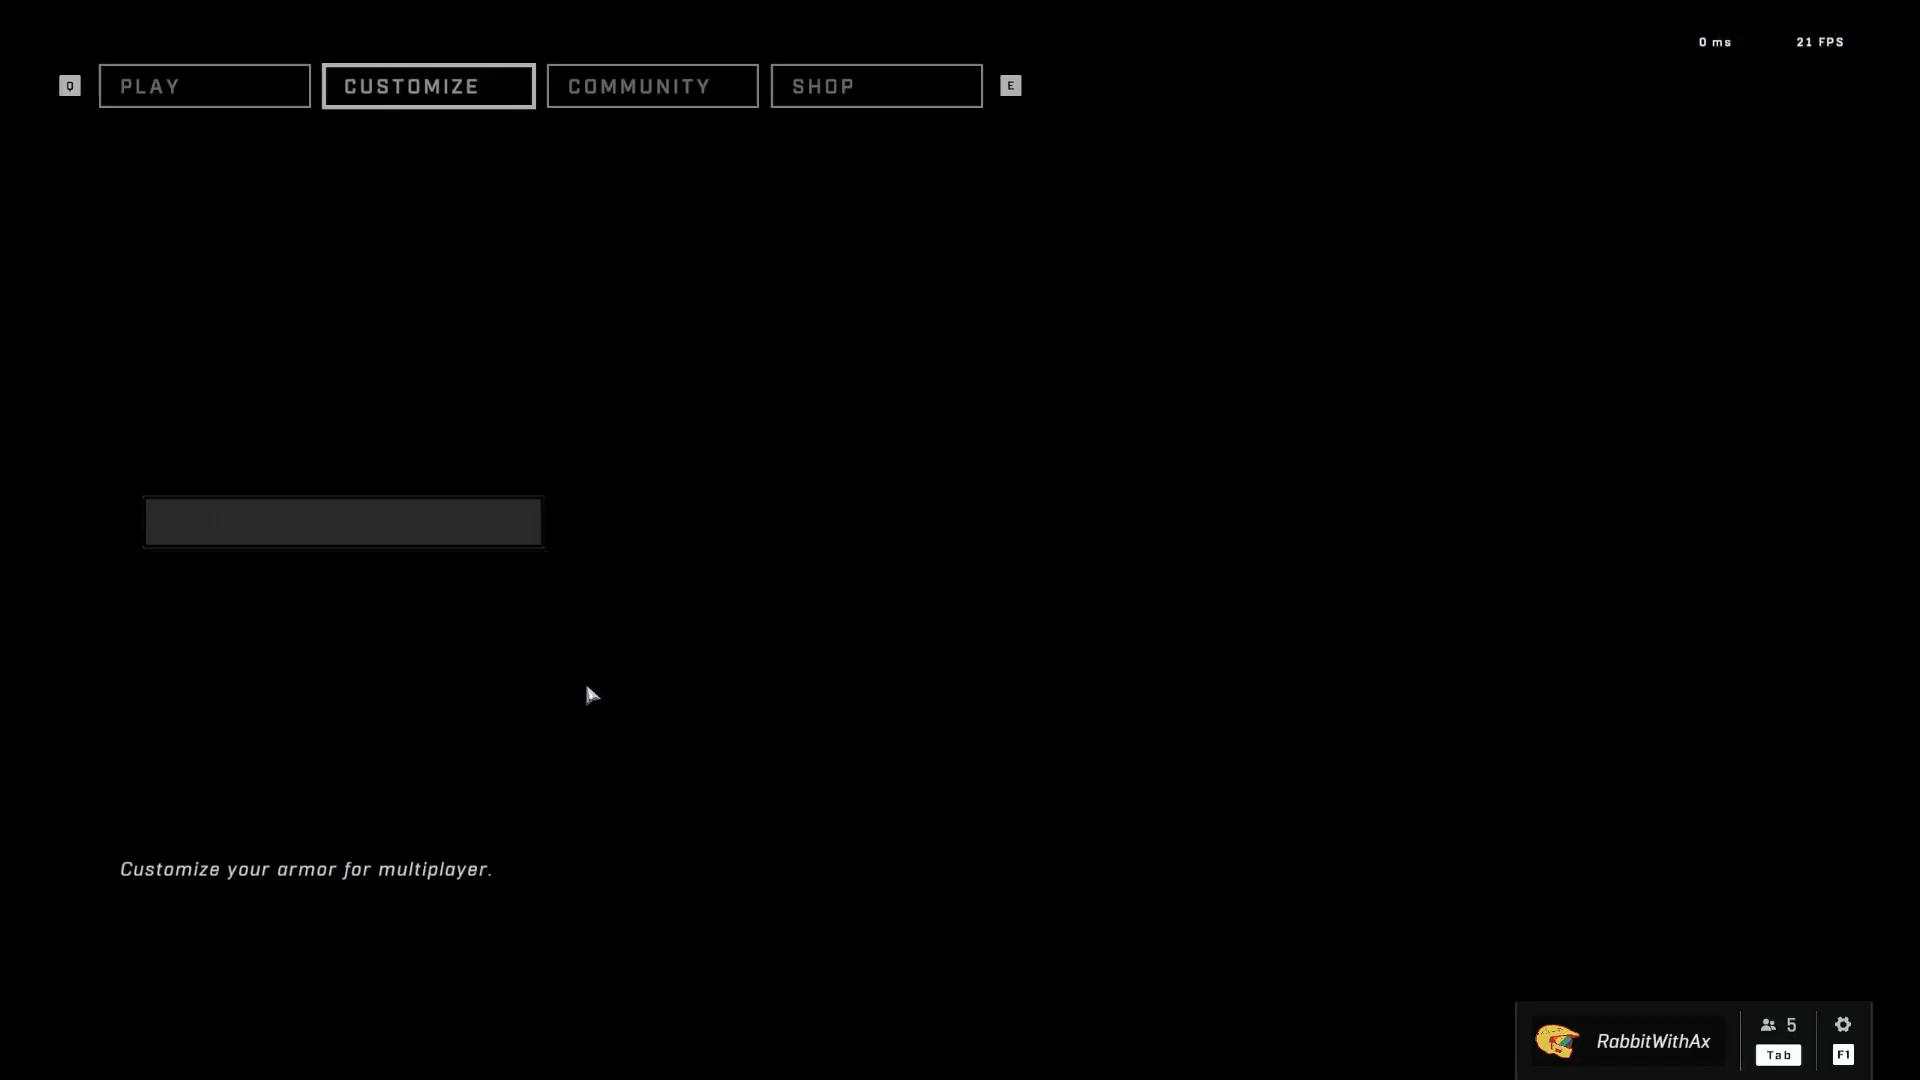 0 ms 21 FPS
Q PLAY CUSTOMIZE COMMUNITY SHOP E
Customize your armor for multiplayer.
RabbitWithAx
5
Tab F1